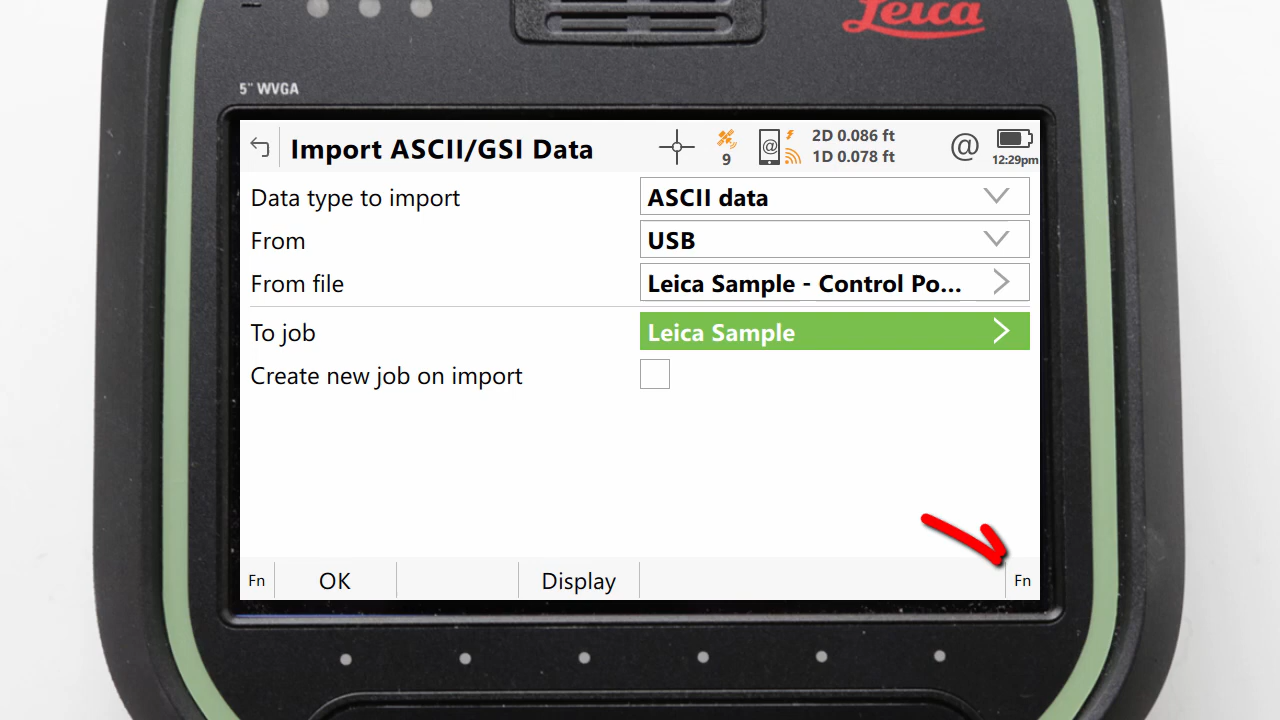 Leica
5" WVGA
Import ASCII/GSI Data
9
@
2D 0.086 ft
1D 0.078 ft
@
12:29pm
Data type to import
ASCII data
From
USB
From file
Leica Sample - Control Po...
To job
Leica Sample
Create new job on import
Fn
OK
Display
Fn